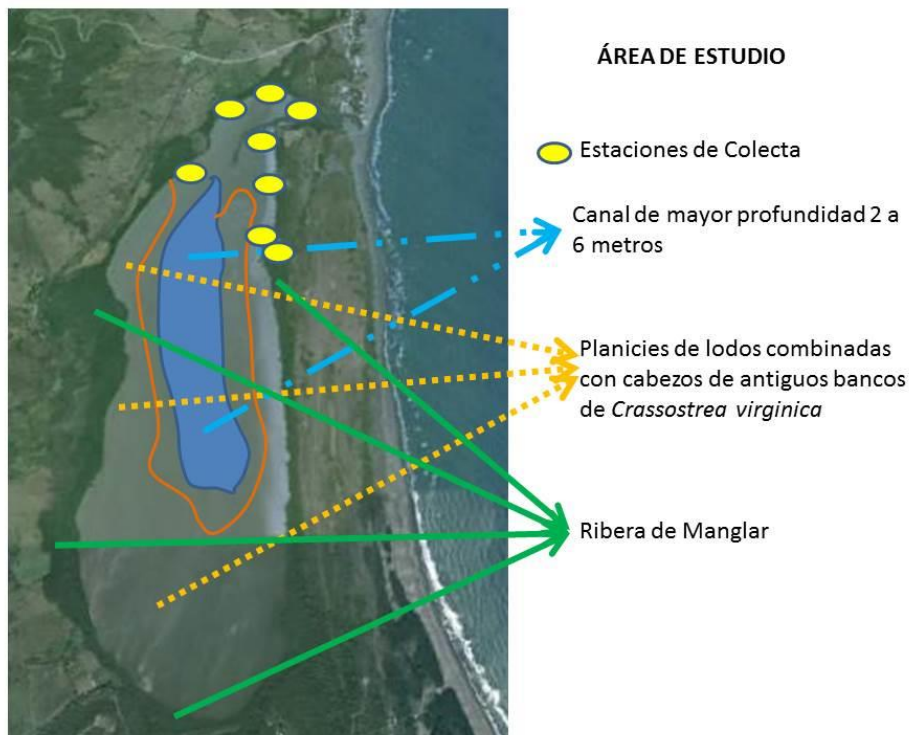 ÁREA DE ESTUDIO
Estaciones de Colecta
Canal de mayor profundidad 2 a
6 metros
Planicies de lodos combinadas
con cabezos de antiguos bancos
de Crassostrea virginica
Ribera de Manglar